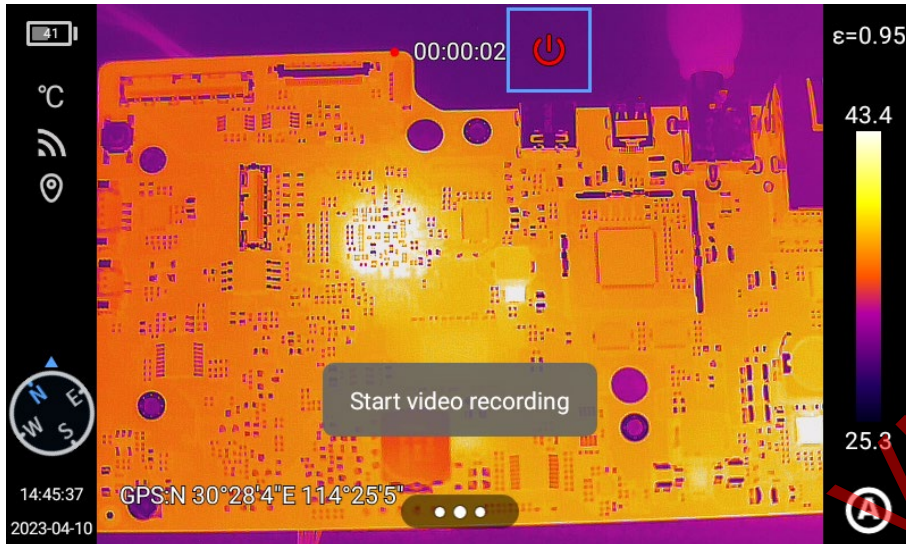 41
00:00:02
ε=0.95
°C
43.4
Start video recording
N
E
W
S
25.3
14:45:37
GPS:N 30°28'4"E 114°25'5"
2023-04-10
A